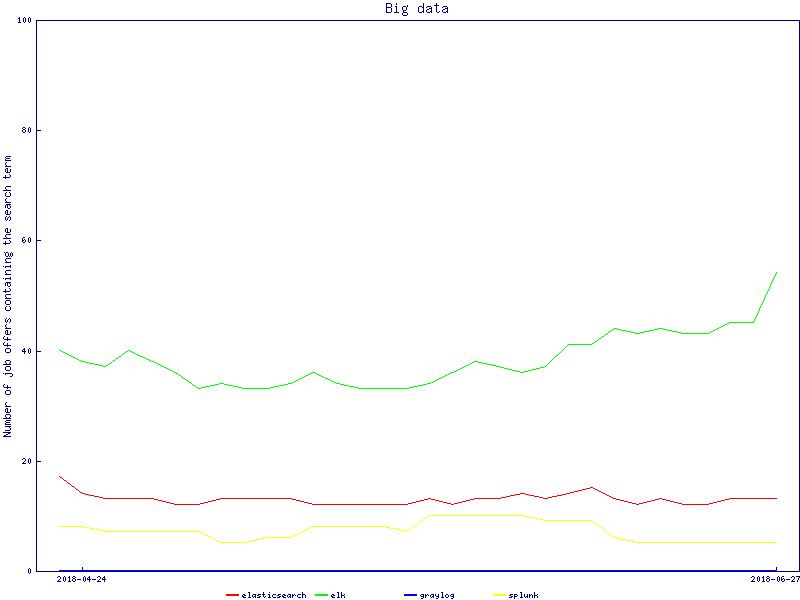 Big data
Number of job offers containing the search term
100
80
60
40
20
0
2018-04-24
2018-06-27
elasticsearch
elk
graylog
splunk